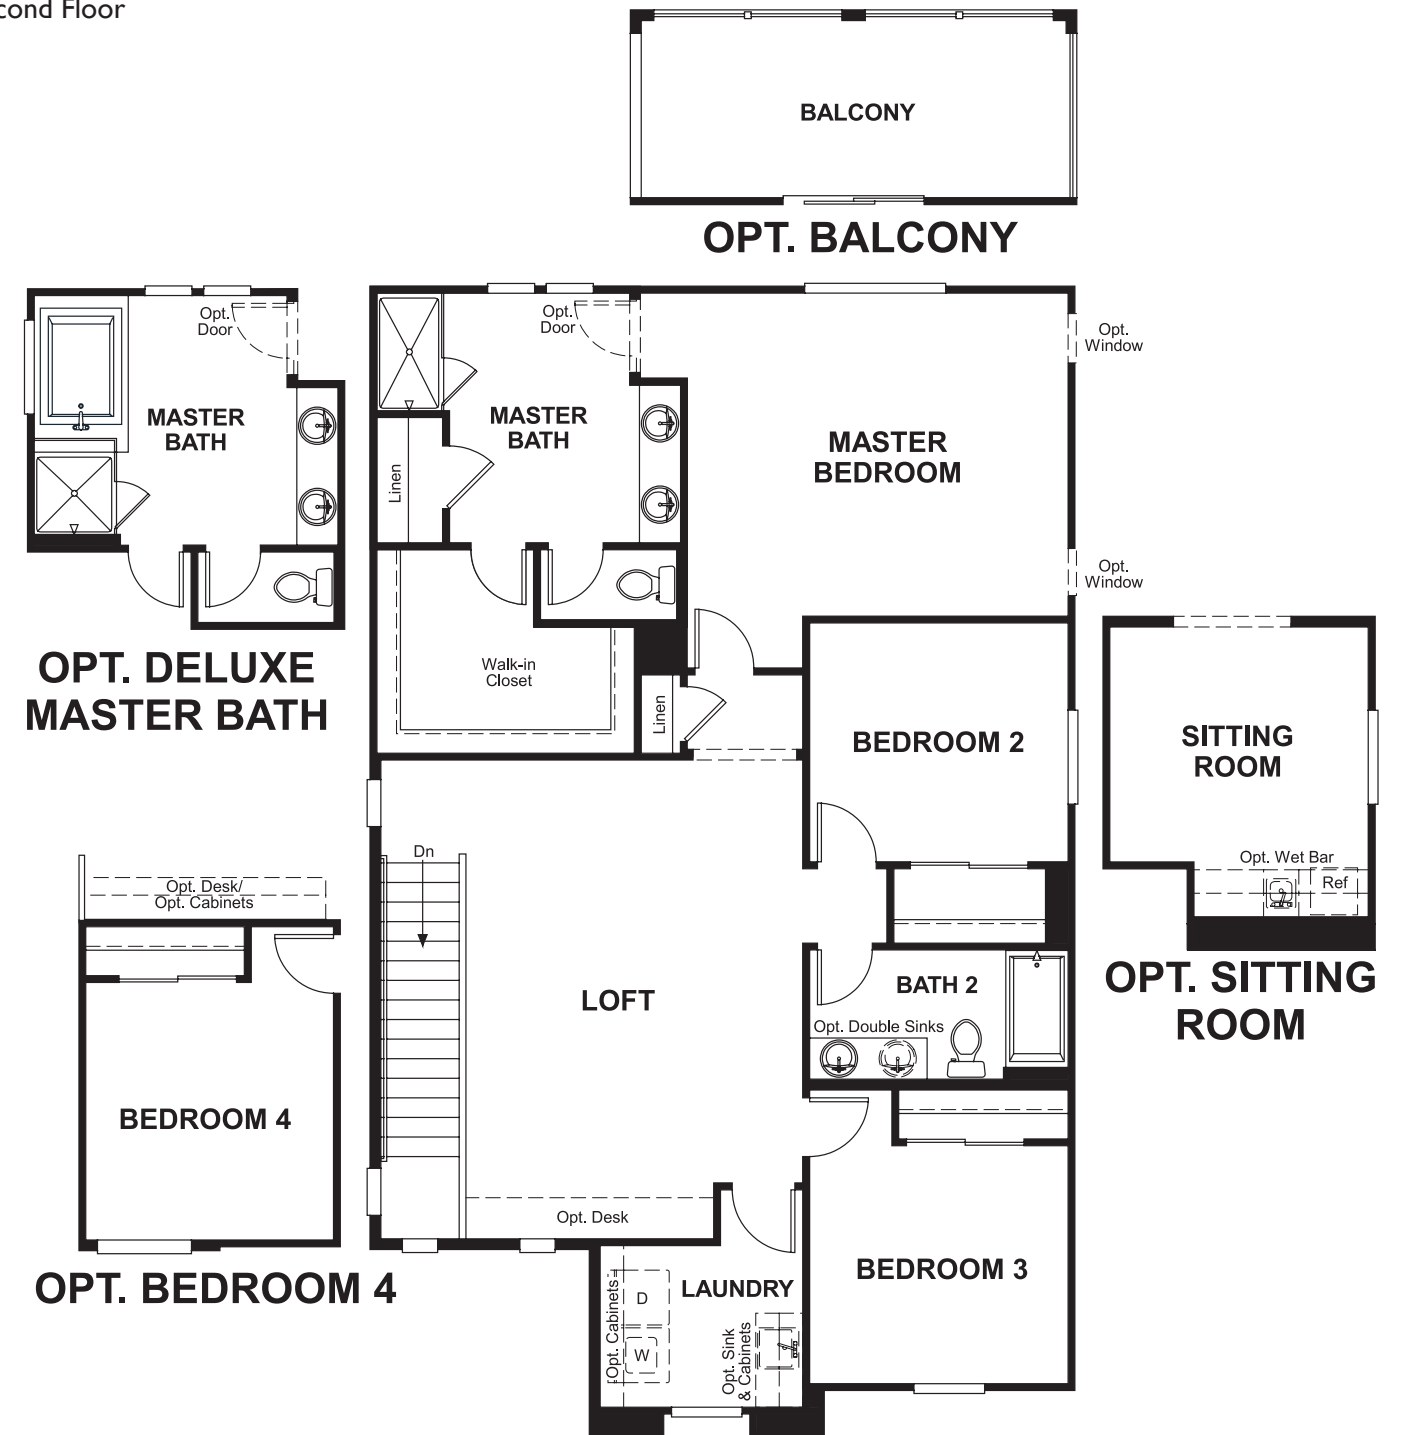 cond Floor
BALCONY
OPT. BALCONY
Opt.
Door
MASTER
BATH
OPT. DELUXE
MASTER BATH
Opt.
Door
MASTER
BATH
Linen
Walk-in
Closet
Linen
MASTER
BEDROOM
Opt.
Window
Opt.
Window
BEDROOM 2
SITTING
ROOM
Opt. Wet Bar
Ref
OPT. SITTING
ROOM
Dn
Opt. Desk/
Opt. Cabinets
BEDROOM 4
OPT. BEDROOM 4
LOFT
Opt. Desk
BATH 2
Opt. Double Sinks
BEDROOM 3
LAUNDRY
Opt. Cabinets
D
W
Opt. Sink
& Cabinets